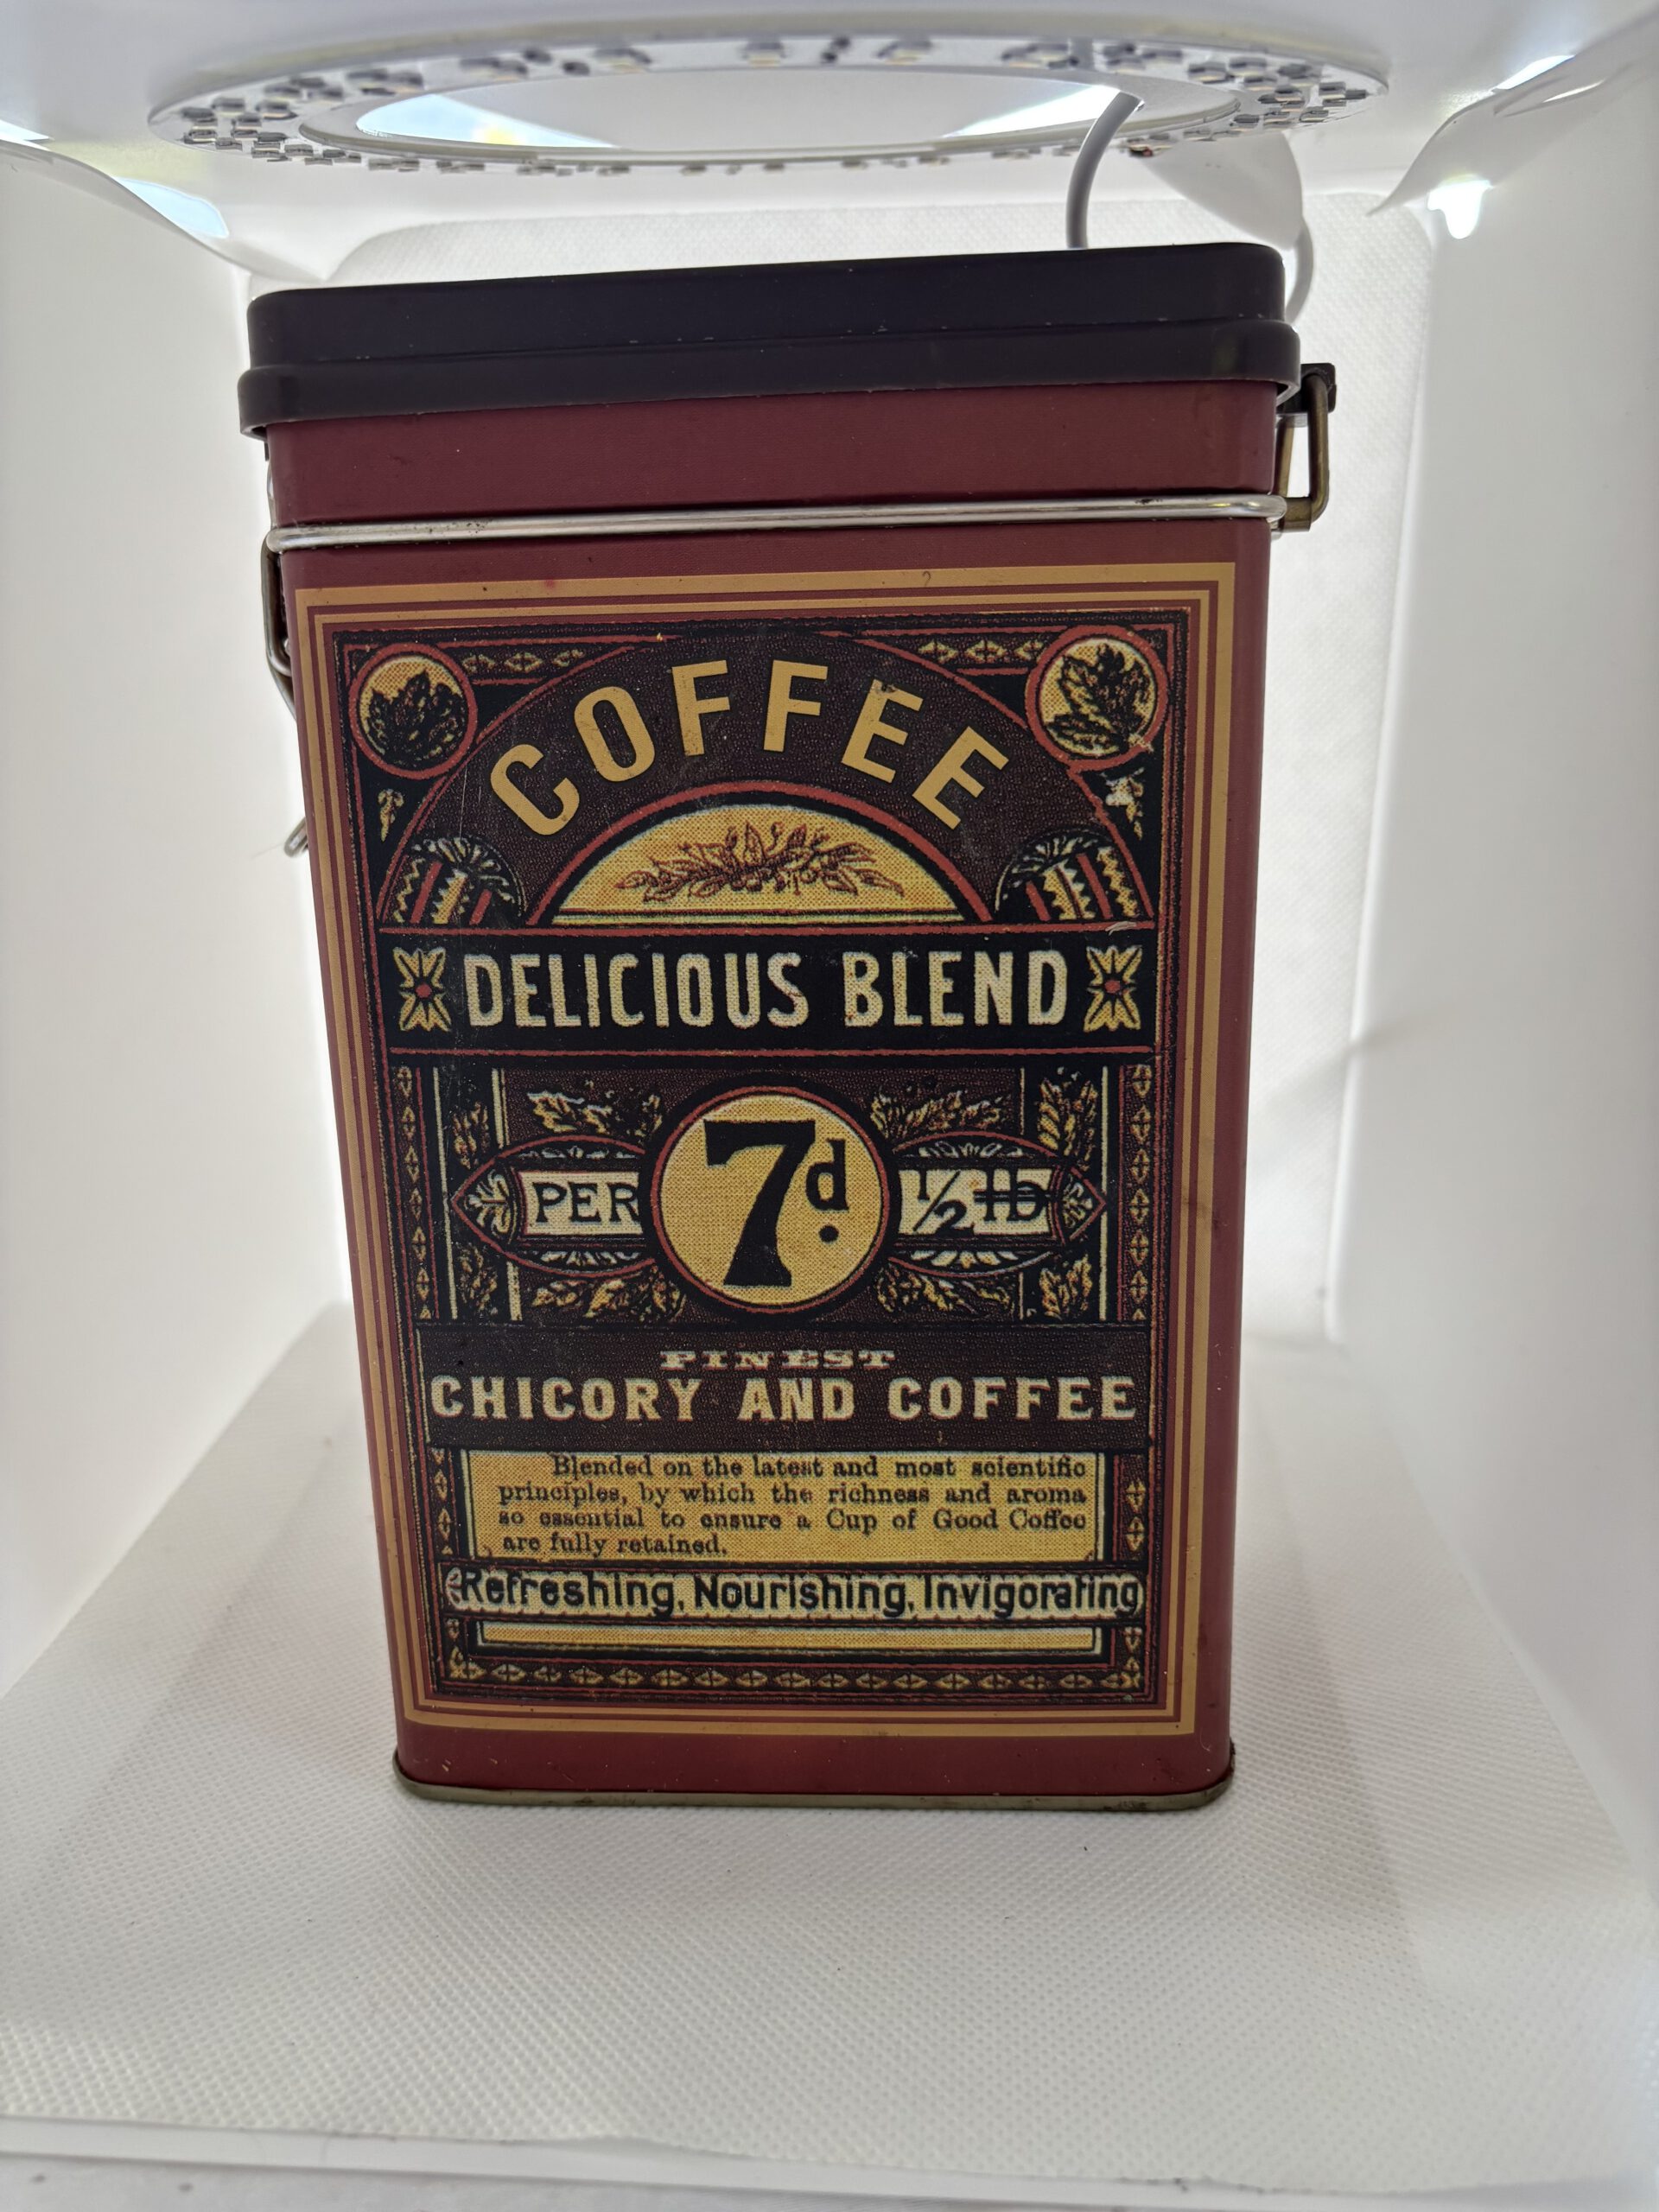 COFFEE
DELICIOUS BLEND
PER 7d. 1/2 lb
FINEST
CHICORY AND COFFEE
Blended on the latest and most scientific
principles, by which the richness and aroma
so essential to ensure a Cup of Good Coffee
are fully retained.
Refreshing, Nourishing, Invigorating